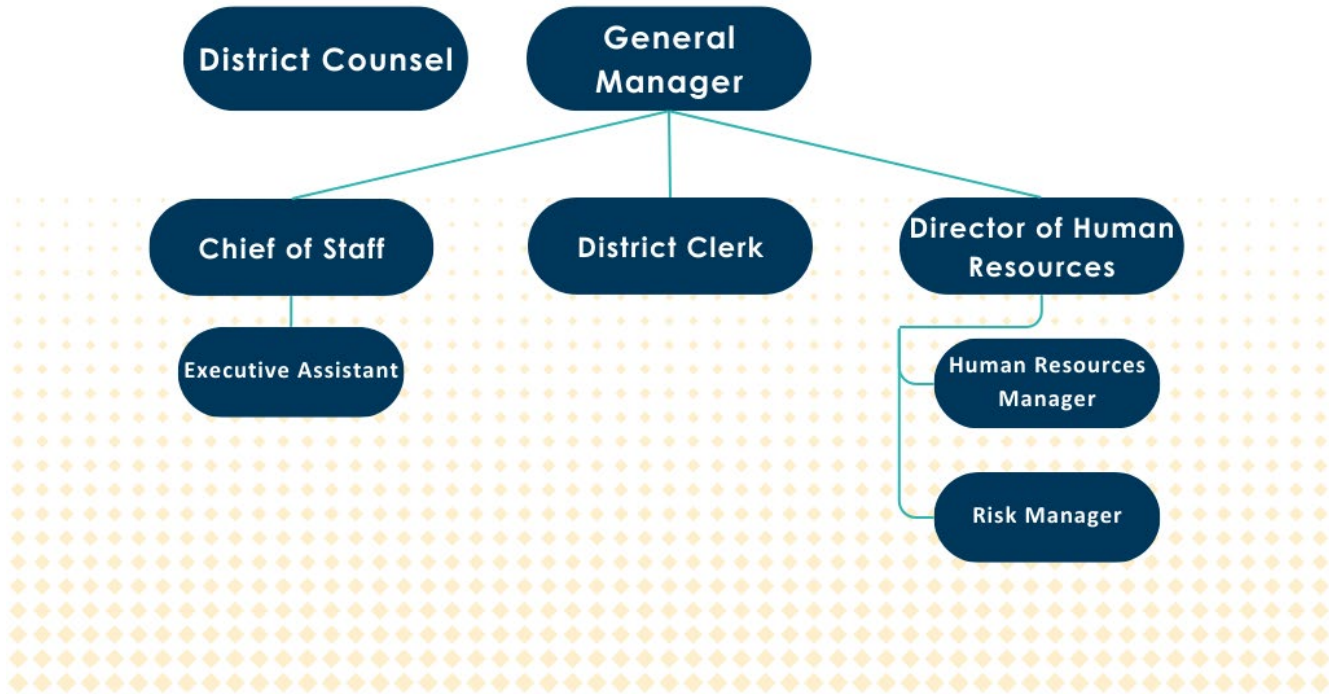 District Counsel
General
Manager
Chief of Staff
District Clerk
Director of Human
Resources
Executive Assistant
Human Resources
Manager
Risk Manager